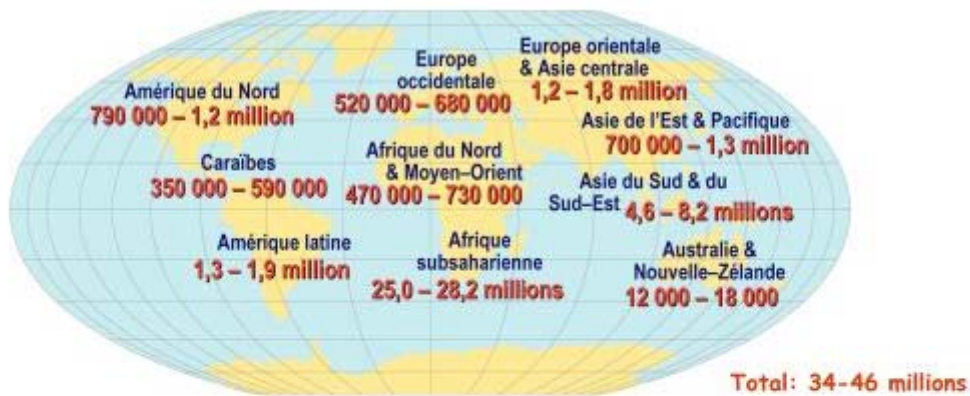 Amérique du Nord
790 000 – 1,2 million
Europe
occidentale
520 000 – 680 000
Europe orientale
& Asie centrale
1,2 – 1,8 million
Asie de l'Est & Pacifique
700 000 – 1,3 million
Caraïbes
350 000 – 590 000
Afrique du Nord
& Moyen–Orient
470 000 – 730 000
Asie du Sud & du
Sud–Est 4,6 – 8,2 millions
Amérique latine
1,3 – 1,9 million
Afrique
subsaharienne
25,0 – 28,2 millions
Australie &
Nouvelle–Zélande
12 000 – 18 000
Total: 34-46 millions